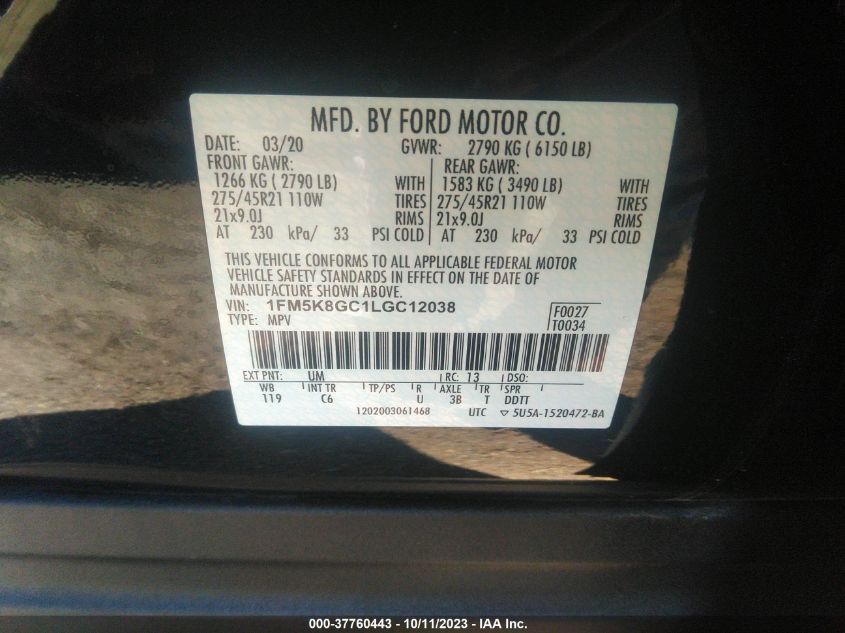 MFD. BY FORD MOTOR CO.
DATE: 03/20 GVWR: 2790 KG ( 6150 LB)
FRONT GAWR: REAR GAWR:
1266 KG ( 2790 LB) WITH 1583 KG ( 3490 LB) WITH
275/45R21 110W TIRES 275/45R21 110W TIRES
21x9.0J RIMS 21x9.0J RIMS
AT 230 kPa/ 33 PSI COLD AT 230 kPa/ 33 PSI COLD
THIS VEHICLE CONFORMS TO ALL APPLICABLE FEDERAL MOTOR
VEHICLE SAFETY STANDARDS IN EFFECT ON THE DATE OF
MANUFACTURE SHOWN ABOVE.
VIN: 1FM5K8GC1LGC12038 F0027
TYPE: MPV T0034
EXT PNT: UM RC: 13 DSO:
WB INT TR TP/PS R AXLE TR SPR
119 C6 U 3B T DDTT
1202003061468 UTC ▽ 5U5A-1520472-BA
000-37760443 - 10/11/2023 - IAA Inc.